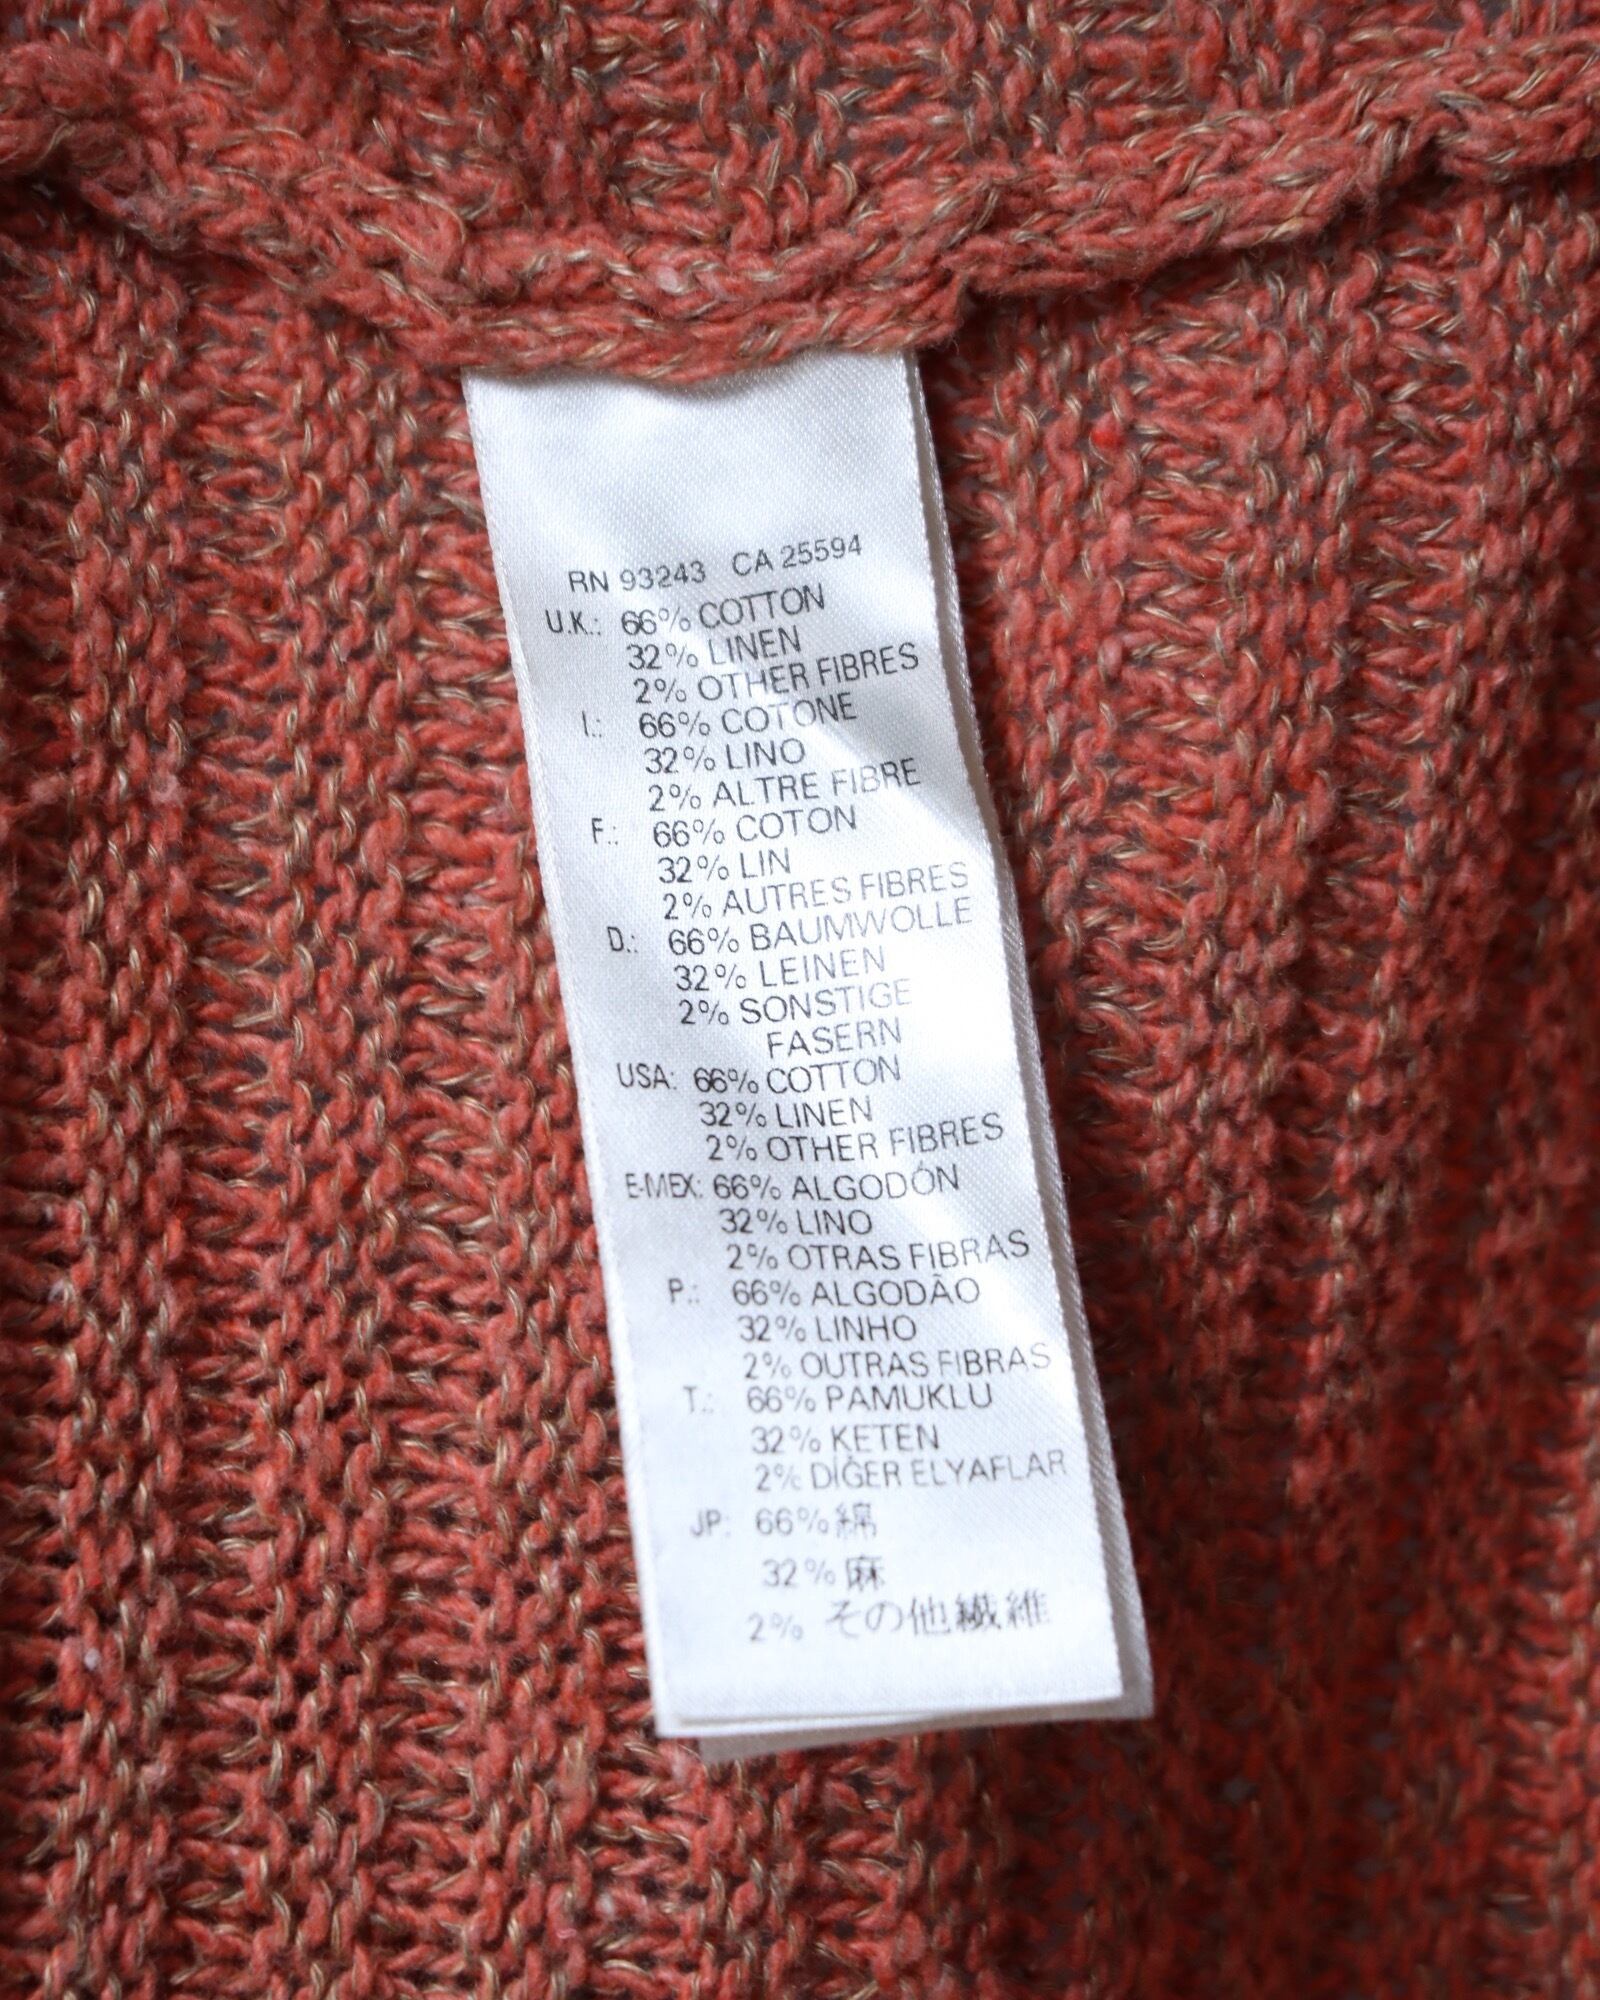 RN 93243 CA 25594
U.K.: 66% COTTON
32% LINEN
2% OTHER FIBRES
I.: 66% COTONE
32% LINO
2% ALTRE FIBRE
F.: 66% COTON
32% LIN
2% AUTRES FIBRES
D.: 66% BAUMWOLLE
32% LEINEN
2% SONSTIGE
FASERN
USA: 66% COTTON
32% LINEN
2% OTHER FIBRES
E-MEX: 66% ALGODÓN
32% LINO
2% OTRAS FIBRAS
P.: 66% ALGODÃO
32% LINHO
2% OUTRAS FIBRAS
T.: 66% PAMUKLU
32% KETEN
2% DİĞER ELYAFLAR
JP: 66% 綿
32% 麻
2% その他繊維